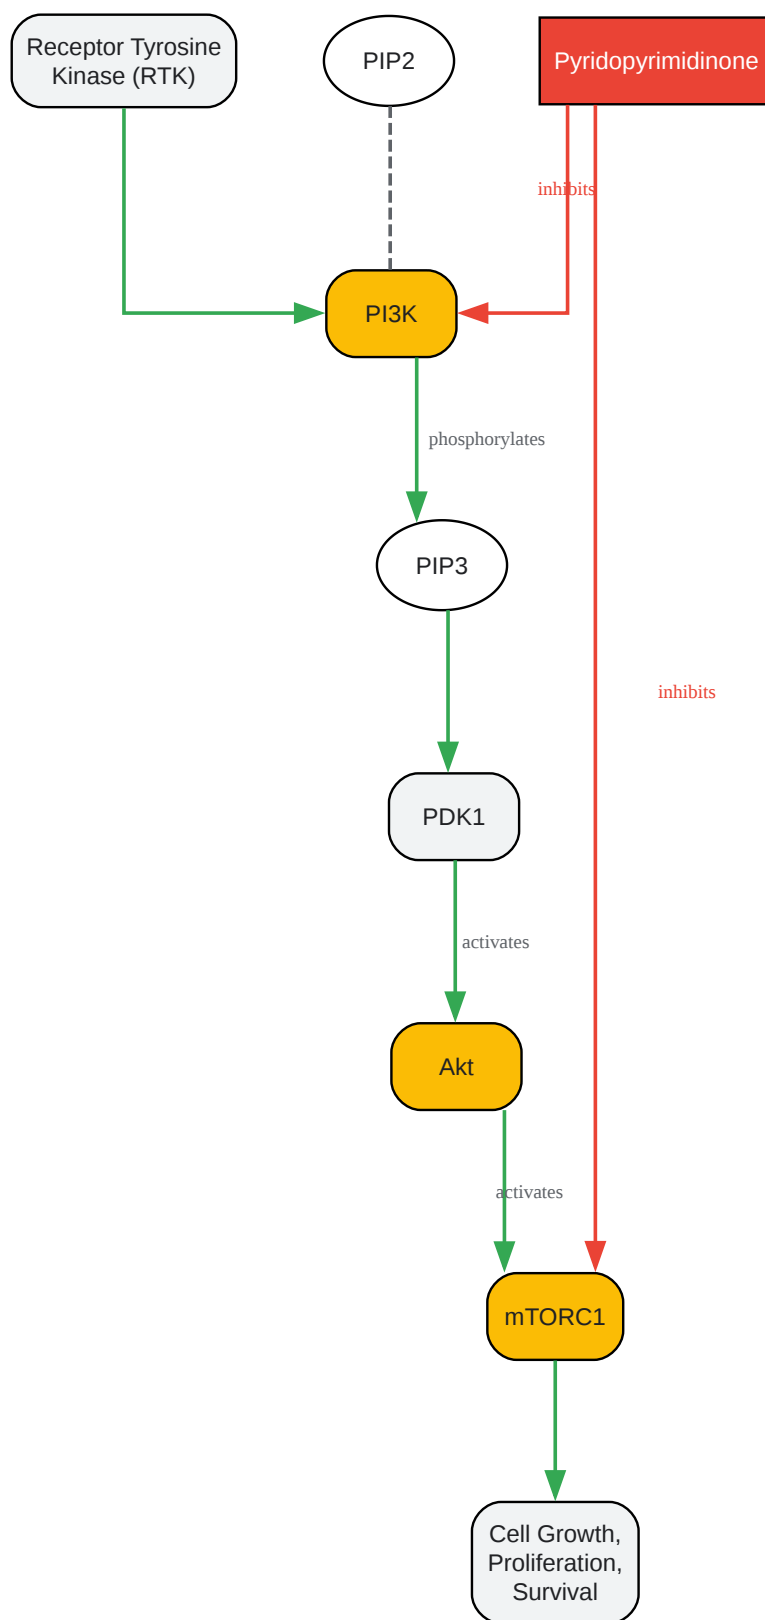 Receptor Tyrosine
Kinase (RTK)
PIP2
Pyridopyrimidinone
inhibits
PI3K
phosphorylates
PIP3
inhibits
PDK1
activates
Akt
activates
mTORC1
Cell Growth,
Proliferation,
Survival